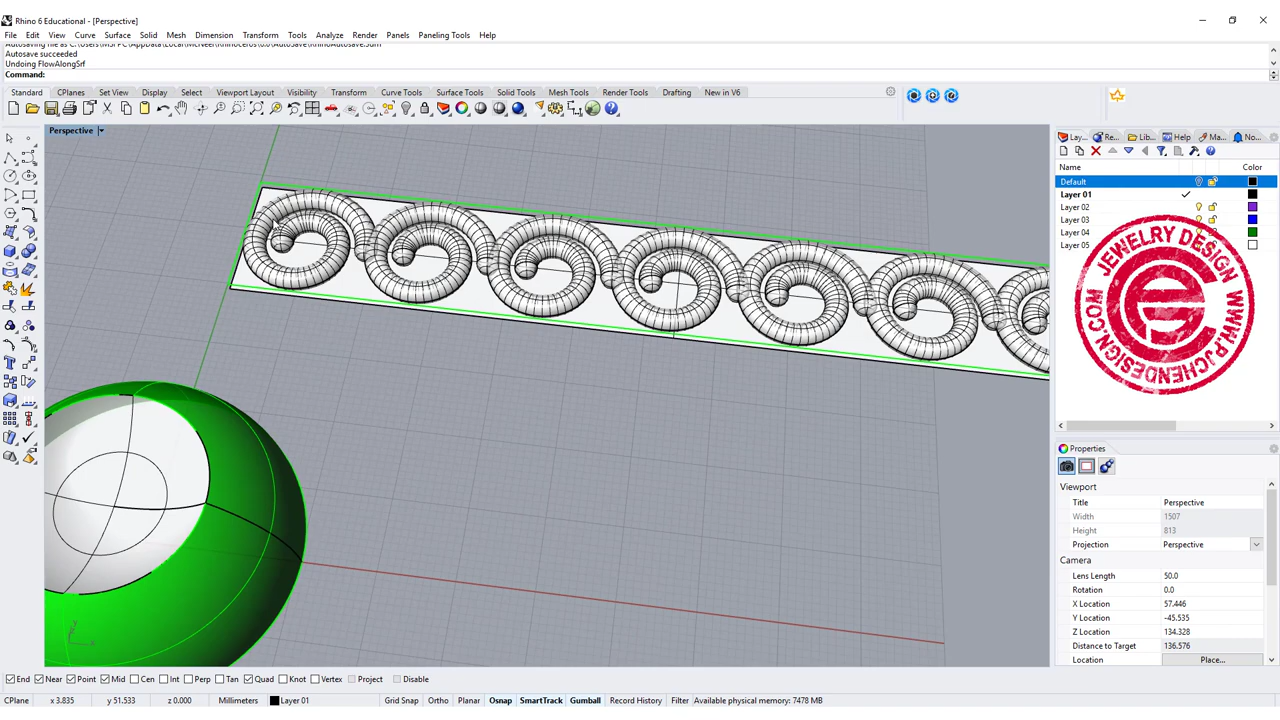 Rhino 6 Educational - [Perspective]
File Edit View Curve Surface Solid Mesh Dimension Transform Tools Analyze Render Panels Paneling Tools Help
Autosave succeeded
Undoing FlowAlongSrf
Command:
Standard CPlanes Set View Display Select Viewport Layout Visibility Transform Curve Tools Surface Tools Solid Tools Mesh Tools Render Tools Drafting New in V6
Perspective
Lay... Re... Lib... Help Ma... No...
Name Color
Default
Layer 01
Layer 02
Layer 03
Layer 04
Layer 05
JEWELRY DESIGN WWW.PJCHENDESIGN.COM
Properties
Viewport
Title Perspective
Width 1507
Height 813
Projection Perspective
Camera
Lens Length 50.0
Rotation 0.0
X Location 57.446
Y Location -45.535
Z Location 134.328
Distance to Target 136.576
Location Place...
End Near Point Mid Cen Int Perp Tan Quad Knot Vertex Project Disable
CPlane x 3.835 y 51.533 z 0.000 Millimeters Layer 01 Grid Snap Ortho Planar Osnap SmartTrack Gumball Record History Filter Available physical memory: 7478 MB